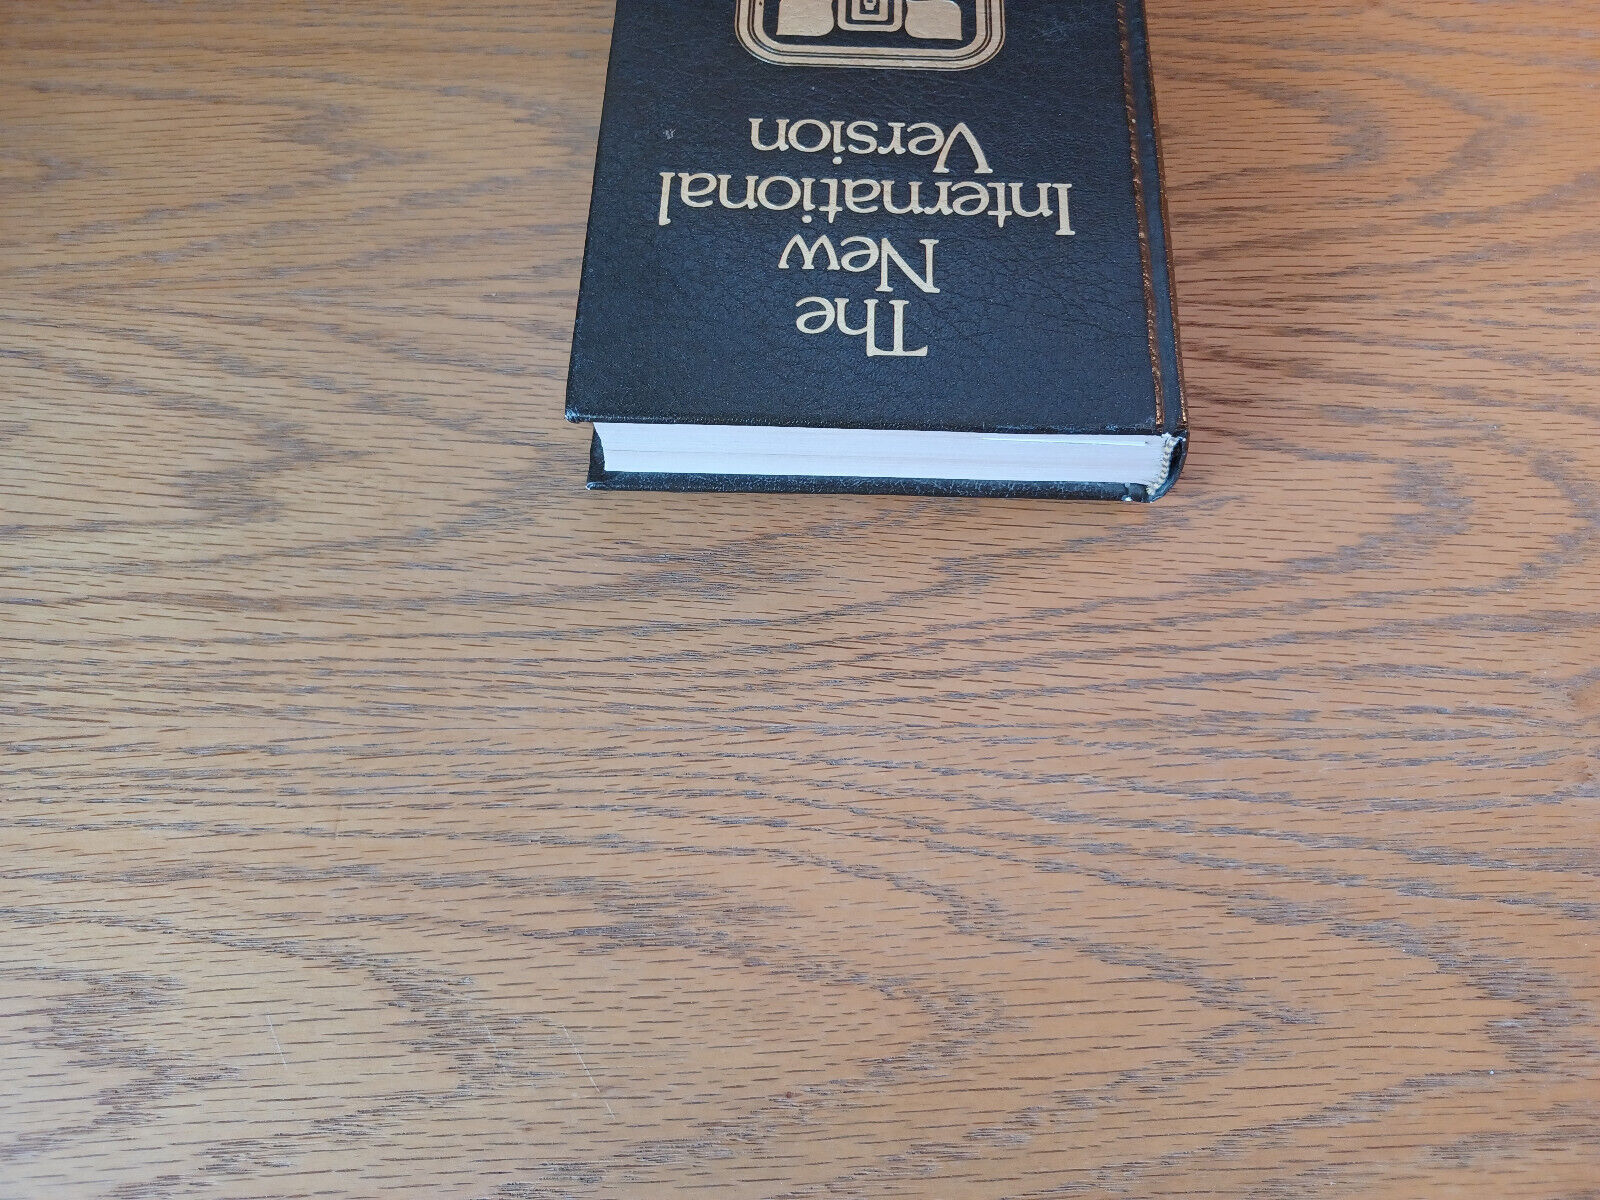 The
New
International
Version